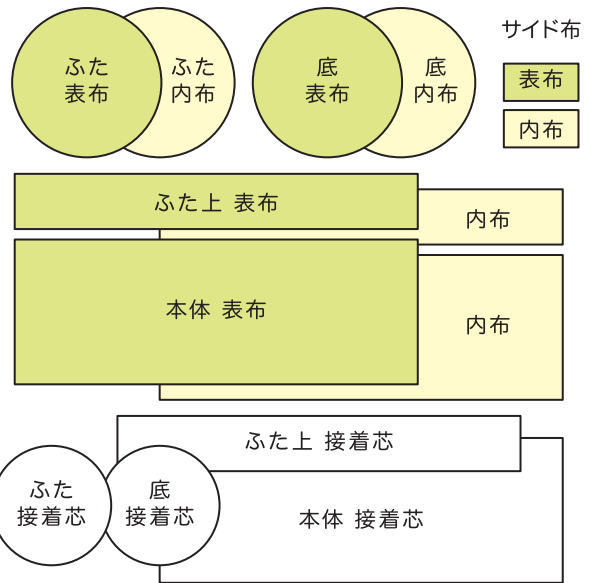 サイド布
ふた
表布
ふた
内布
底
表布
底
内布
表布
内布
ふた上 表布
内布
本体 表布
内布
ふた上 接着芯
ふた
接着芯
底
接着芯
本体 接着芯